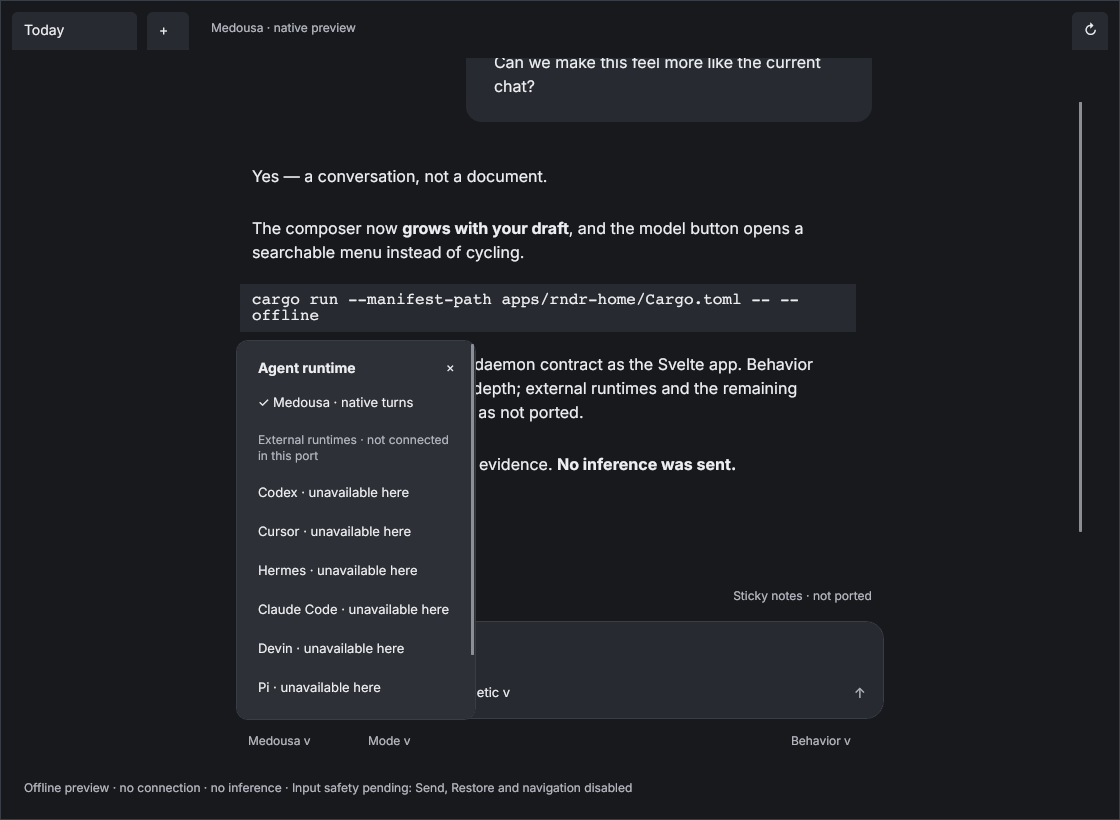 Today
+
Medousa · native preview
Can we make this feel more like the current
chat?
Yes — a conversation, not a document.
The composer now grows with your draft, and the model button opens a
searchable menu instead of cycling.
cargo run --manifest-path apps/rndr-home/Cargo.toml -- --
offline
daemon contract as the Svelte app. Behavior
depth; external runtimes and the remaining
as not ported.
evidence. No inference was sent.
Agent runtime
×
✓ Medousa · native turns
External runtimes · not connected
in this port
Codex · unavailable here
Cursor · unavailable here
Hermes · unavailable here
Claude Code · unavailable here
Devin · unavailable here
Pi · unavailable here
Sticky notes · not ported
etic v
↑
Medousa v
Mode v
Behavior v
Offline preview · no connection · no inference · Input safety pending: Send, Restore and navigation disabled